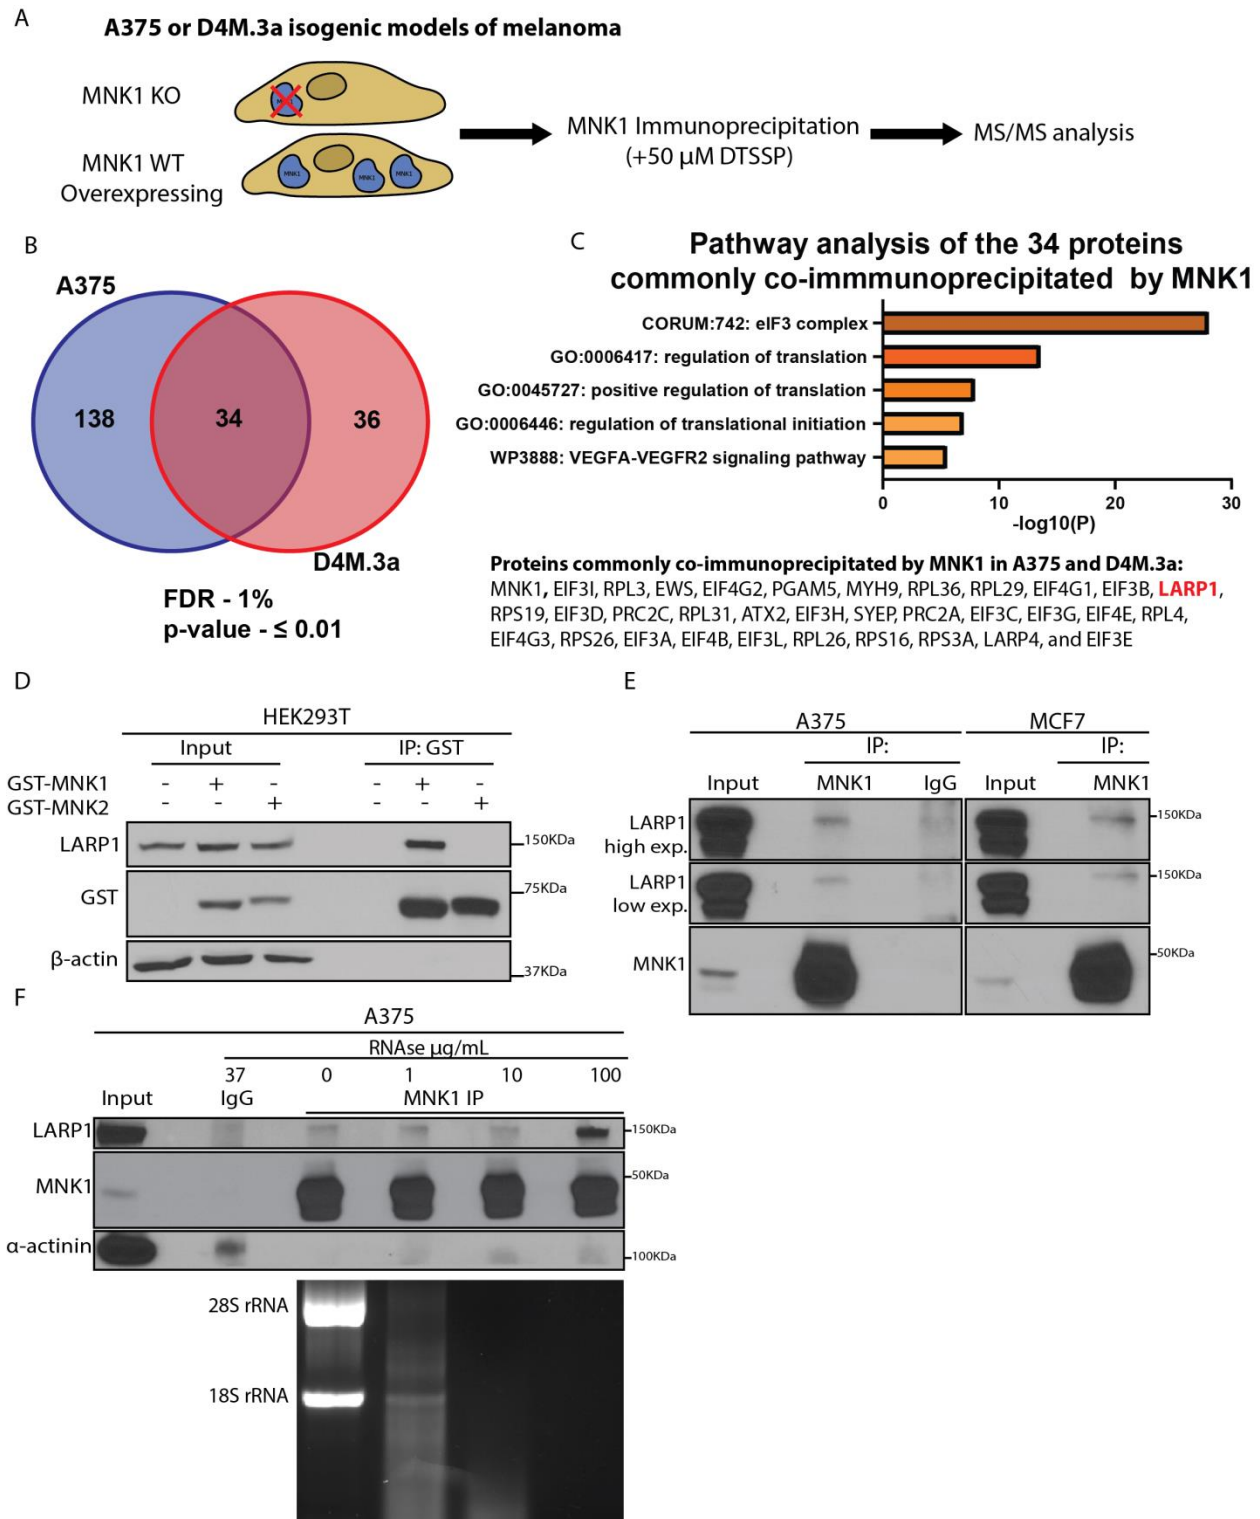 A
A375 or D4M.3a isogenic models of melanoma
MNK1 KO
MNK1 WT
Overexpressing
MNK1
MNK1
MNK1
MNK1 Immunoprecipitation
(+50 μM DTSSP)
MS/MS analysis
B
A375
138
34
36
D4M.3a
FDR - 1%
p-value - ≤ 0.01
C
Pathway analysis of the 34 proteins
commonly co-immmunoprecipitated by MNK1
CORUM:742: eIF3 complex
GO:0006417: regulation of translation
GO:0045727: positive regulation of translation
GO:0006446: regulation of translational initiation
WP3888: VEGFA-VEGFR2 signaling pathway
0 10 20 30
-log10(P)
Proteins commonly co-immunoprecipitated by MNK1 in A375 and D4M.3a:
MNK1, EIF3I, RPL3, EWS, EIF4G2, PGAM5, MYH9, RPL36, RPL29, EIF4G1, EIF3B, LARP1,
RPS19, EIF3D, PRC2C, RPL31, ATX2, EIF3H, SYEP, PRC2A, EIF3C, EIF3G, EIF4E, RPL4,
EIF4G3, RPS26, EIF3A, EIF4B, EIF3L, RPL26, RPS16, RPS3A, LARP4, and EIF3E
D
HEK293T
Input IP: GST
GST-MNK1 - + - - + -
GST-MNK2 - - + - - +
LARP1 150KDa
GST 75KDa
β-actin 37KDa
E
A375 MCF7
IP: IP:
Input MNK1 IgG Input MNK1
LARP1
high exp.
150KDa
LARP1
low exp.
150KDa
MNK1
50KDa
F
A375
RNAse μg/mL
37 0 1 10 100
Input IgG MNK1 IP
LARP1 150KDa
MNK1 50KDa
α-actinin 100KDa
28S rRNA
18S rRNA